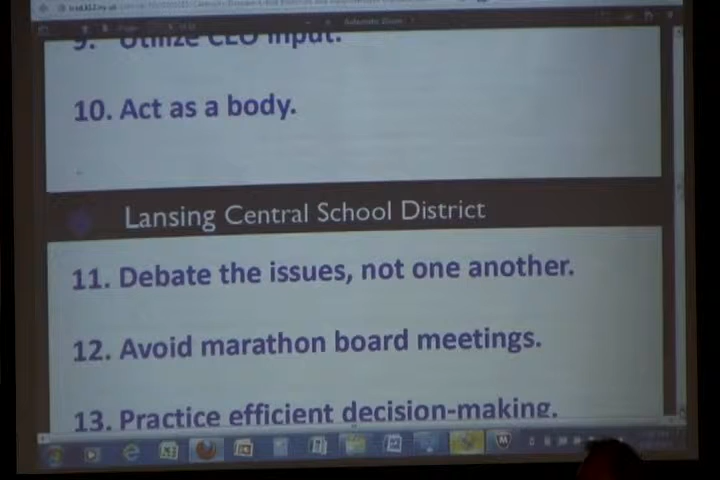 9. Utilize CEO input.
10. Act as a body.
Lansing Central School District
11. Debate the issues, not one another.
12. Avoid marathon board meetings.
13. Practice efficient decision-making.